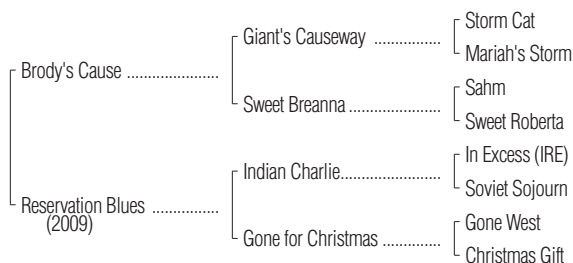 Storm Cat
Giant's Causeway ................
Mariah's Storm
Brody's Cause ......................
Sahm
Sweet Breanna ......................
Sweet Roberta
In Excess (IRE)
Indian Charlie........................
Soviet Sojourn
Reservation Blues ................
(2009)
Gone West
Gone for Christmas ...............
Christmas Gift